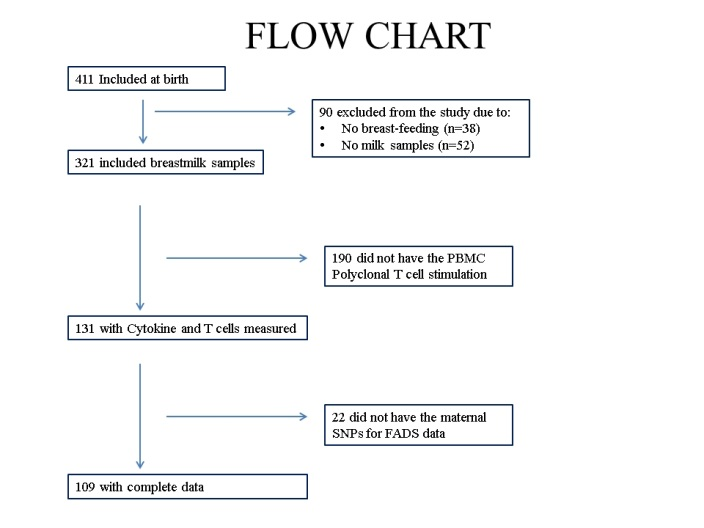 FLOW CHART
411 Included at birth
90 excluded from the study due to:
• No breast-feeding (n=38)
• No milk samples (n=52)
321 included breastmilk samples
190 did not have the PBMC
Polyclonal T cell stimulation
131 with Cytokine and T cells measured
22 did not have the maternal
SNPs for FADS data
109 with complete data